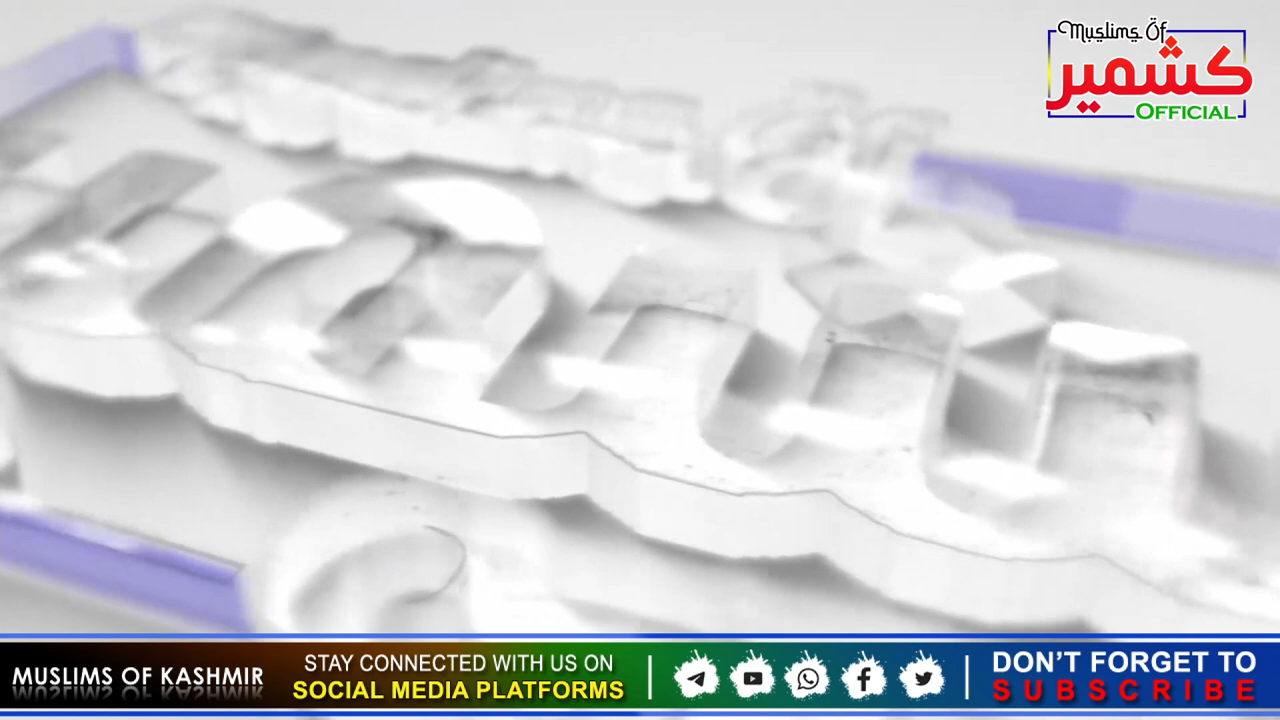 Muslims Of
کشمیر
OFFICIAL
MUSLIMS OF KASHMIR
STAY CONNECTED WITH US ON
SOCIAL MEDIA PLATFORMS
DON'T FORGET TO
SUBSCRIBE